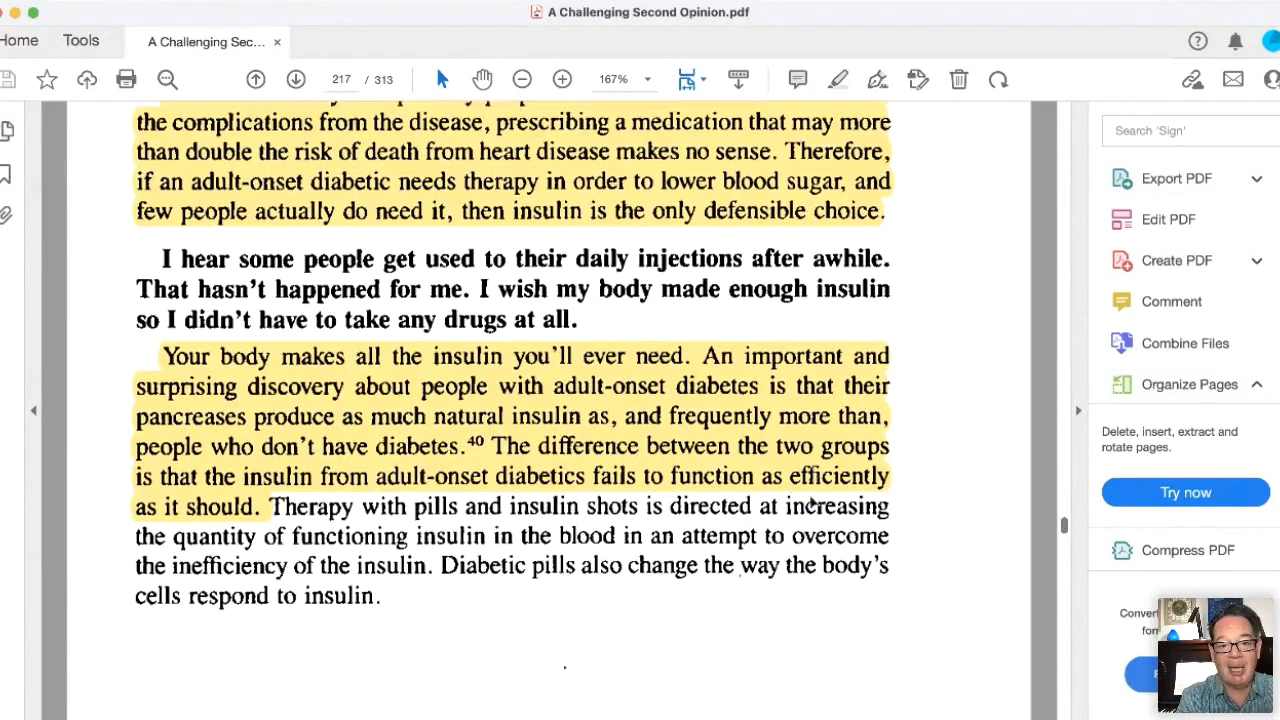 A Challenging Second Opinion.pdf
Home Tools A Challenging Sec... ×
217 / 313 167%
the complications from the disease, prescribing a medication that may more
than double the risk of death from heart disease makes no sense. Therefore,
if an adult-onset diabetic needs therapy in order to lower blood sugar, and
few people actually do need it, then insulin is the only defensible choice.
I hear some people get used to their daily injections after awhile.
That hasn't happened for me. I wish my body made enough insulin
so I didn't have to take any drugs at all.
Your body makes all the insulin you'll ever need. An important and
surprising discovery about people with adult-onset diabetes is that their
pancreases produce as much natural insulin as, and frequently more than,
people who don't have diabetes.⁴⁰ The difference between the two groups
is that the insulin from adult-onset diabetics fails to function as efficiently
as it should. Therapy with pills and insulin shots is directed at increasing
the quantity of functioning insulin in the blood in an attempt to overcome
the inefficiency of the insulin. Diabetic pills also change the way the body's
cells respond to insulin.
Search 'Sign'
Export PDF
Edit PDF
Create PDF
Comment
Combine Files
Organize Pages
Delete, insert, extract and
rotate pages.
Try now
Compress PDF